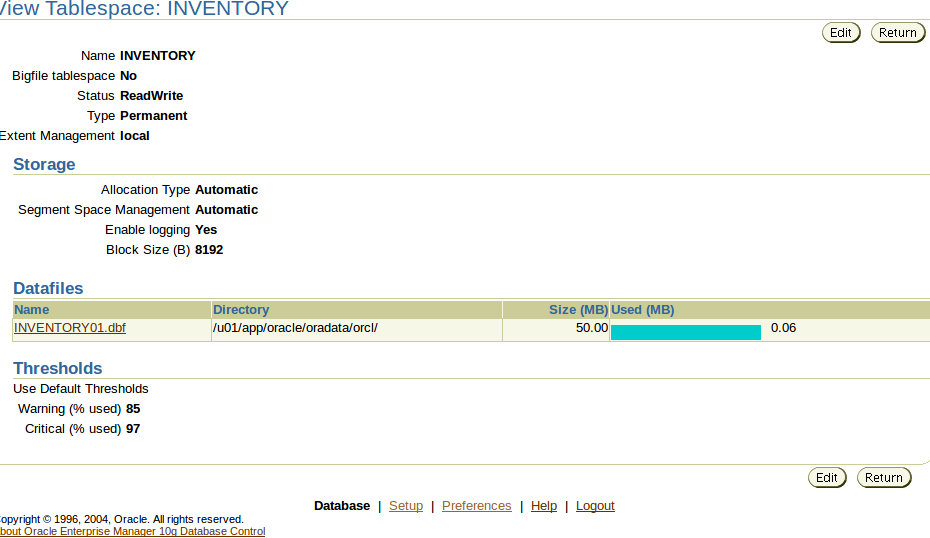 View Tablespace: INVENTORY
Edit Return
Name INVENTORY
Bigfile tablespace No
Status ReadWrite
Type Permanent
Extent Management local
Storage
Allocation Type Automatic
Segment Space Management Automatic
Enable logging Yes
Block Size (B) 8192
Datafiles
Name Directory Size (MB) Used (MB)
INVENTORY01.dbf /u01/app/oracle/oradata/orcl/ 50.00 0.06
Thresholds
Use Default Thresholds
Warning (% used) 85
Critical (% used) 97
Edit Return
Database | Setup | Preferences | Help | Logout
opyright © 1996, 2004, Oracle. All rights reserved.
bout Oracle Enterprise Manager 10g Database Control